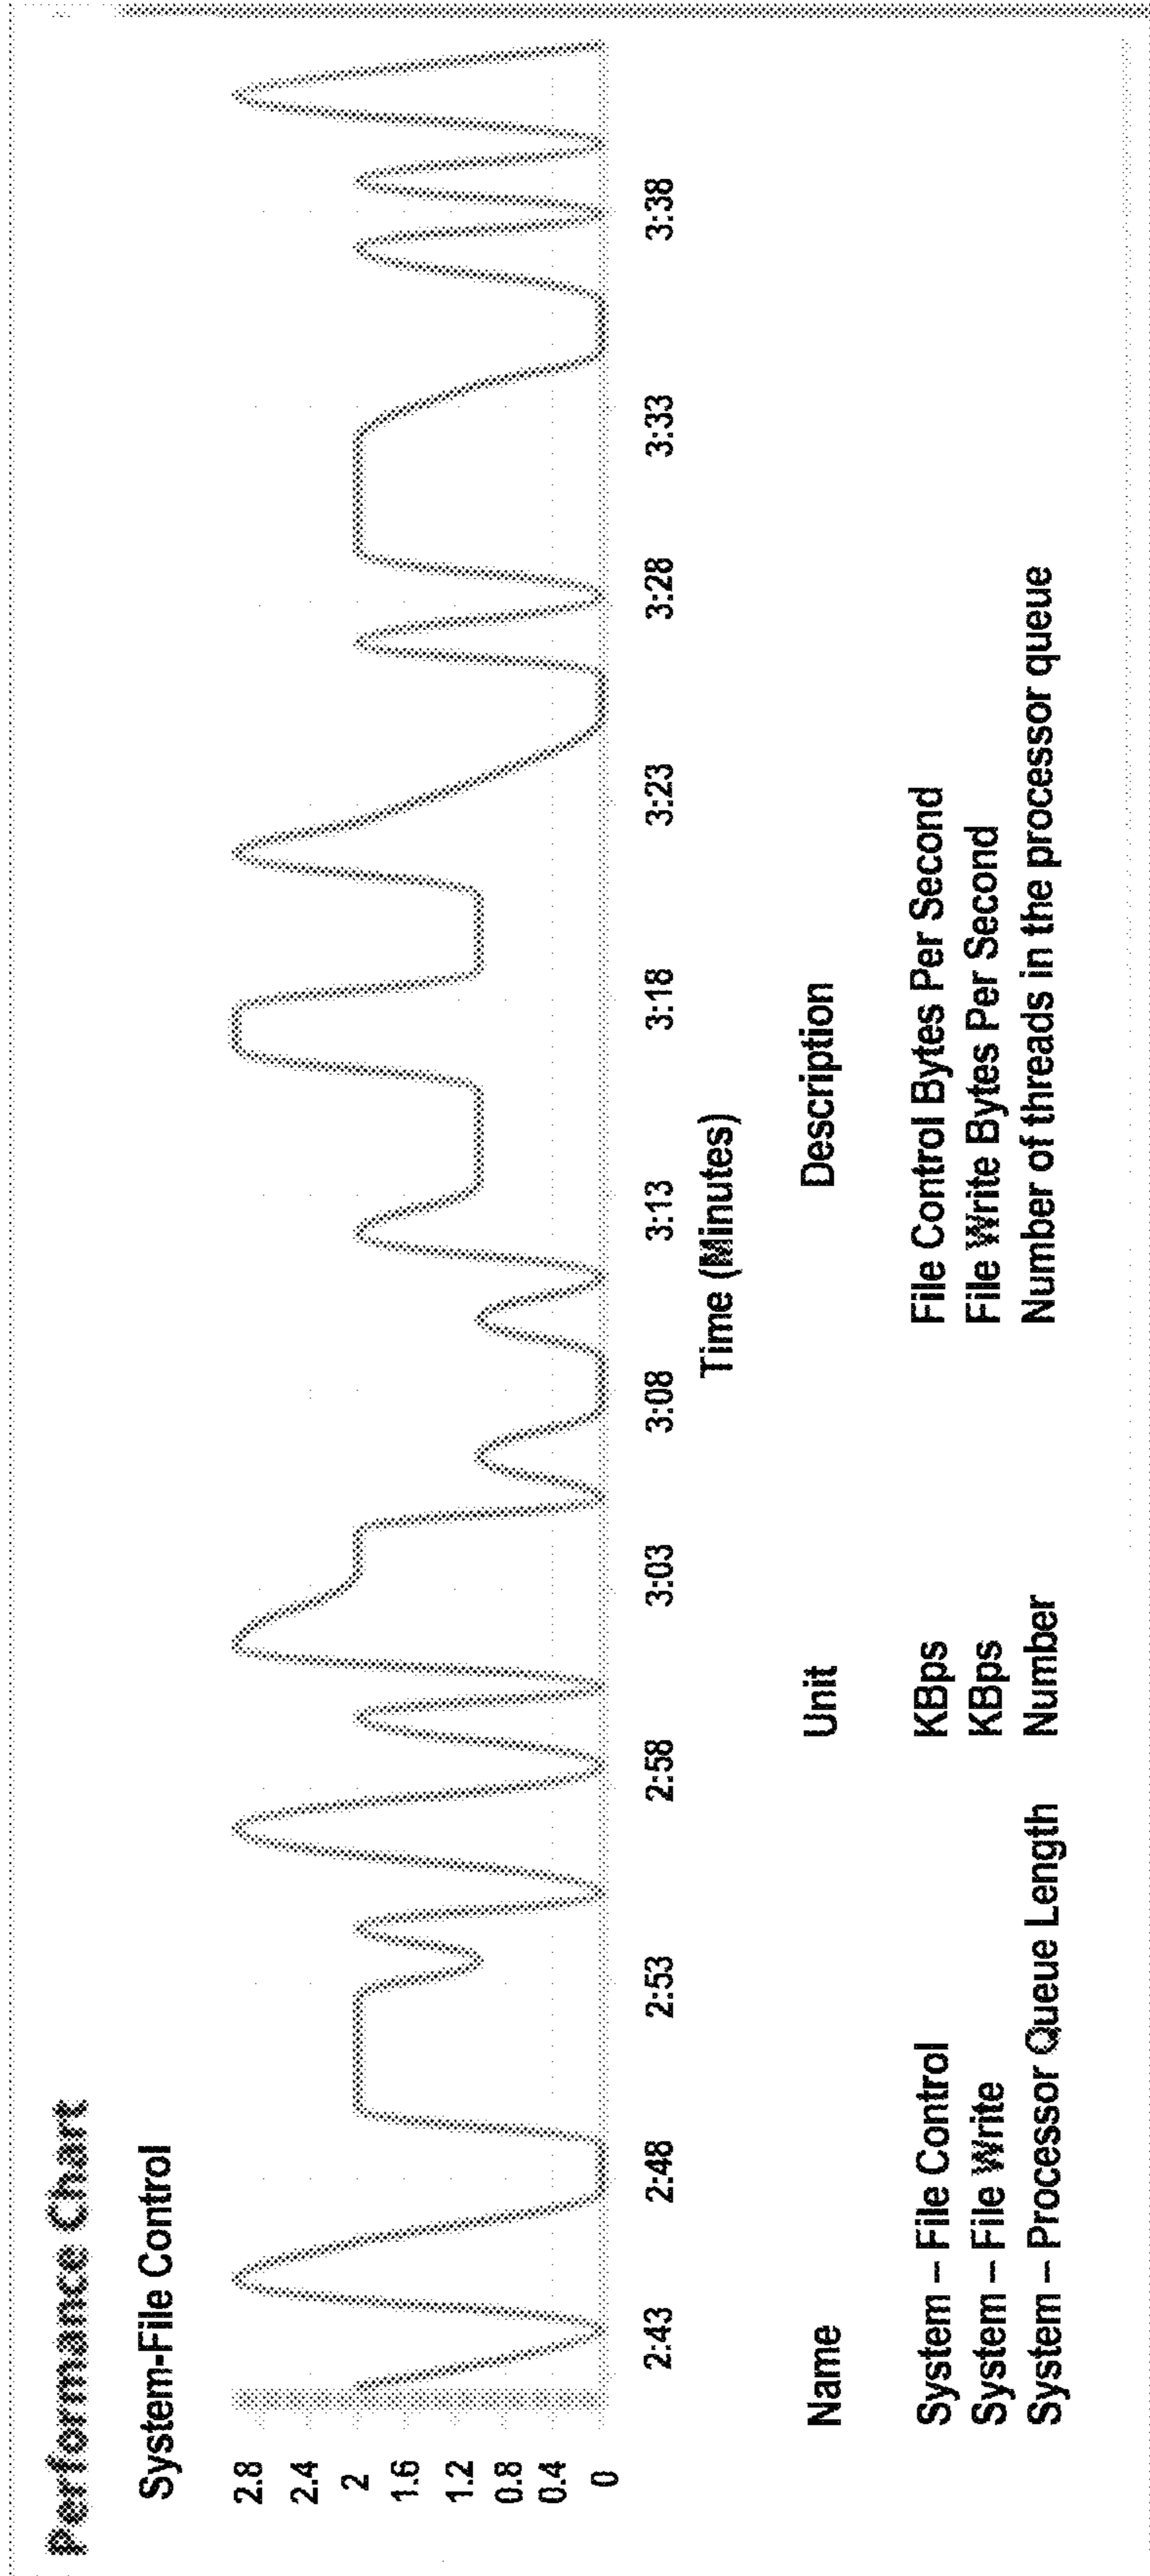 Performance Chart
System-File Control
2.8
2.4
2
1.6
1.2
0.8
0.4
0
2:43 2:48 2:53 2:58 3:03 3:08 3:13 3:18 3:23 3:28 3:33 3:38
Time (Minutes)
Name Unit Description
System – File Control KBps File Control Bytes Per Second
System – File Write KBps File Write Bytes Per Second
System – Processor Queue Length Number Number of threads in the processor queue